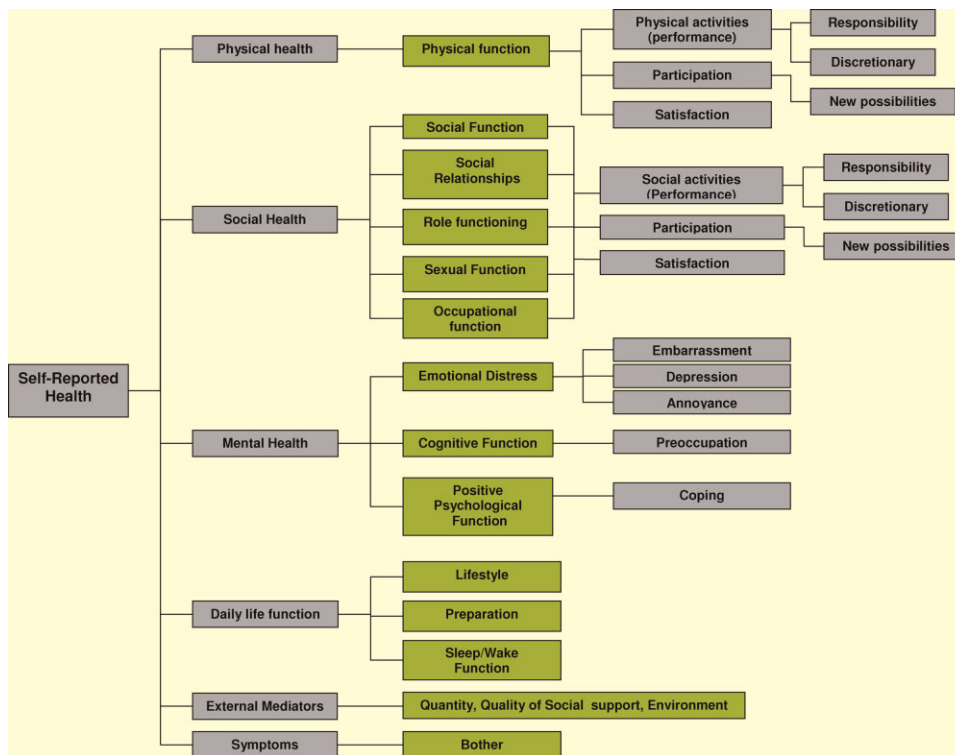 Self-Reported
Health
Physical health
Physical function
Physical activities
(performance)
Responsibility
Discretionary
Participation
New possibilities
Satisfaction
Social Health
Social Function
Social
Relationships
Role functioning
Sexual Function
Occupational
function
Social activities
(Performance)
Responsibility
Discretionary
Participation
New possibilities
Satisfaction
Mental Health
Emotional Distress
Embarrassment
Depression
Annoyance
Cognitive Function
Preoccupation
Positive
Psychological
Function
Coping
Daily life function
Lifestyle
Preparation
Sleep/Wake
Function
External Mediators
Quantity, Quality of Social support, Environment
Symptoms
Bother